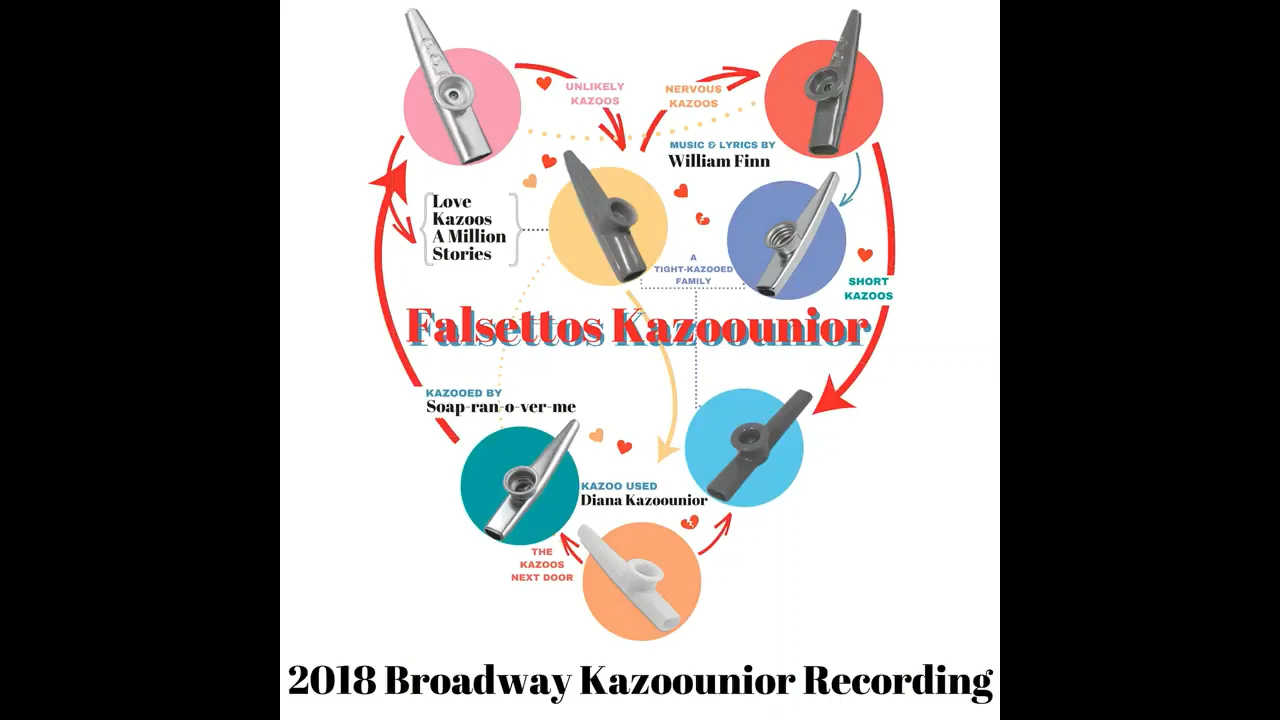 UNLIKELY
KAZOOS
NERVOUS
KAZOOS
MUSIC & LYRICS BY
William Finn
Love
Kazoos
A Million
Stories
A
TIGHT-KAZOOED
FAMILY
SHORT
KAZOOS
Falsettos Kazoounior
KAZOOED BY
Soap-ran-o-ver-me
KAZOO USED
Diana Kazoounior
THE
KAZOOS
NEXT DOOR
2018 Broadway Kazoounior Recording